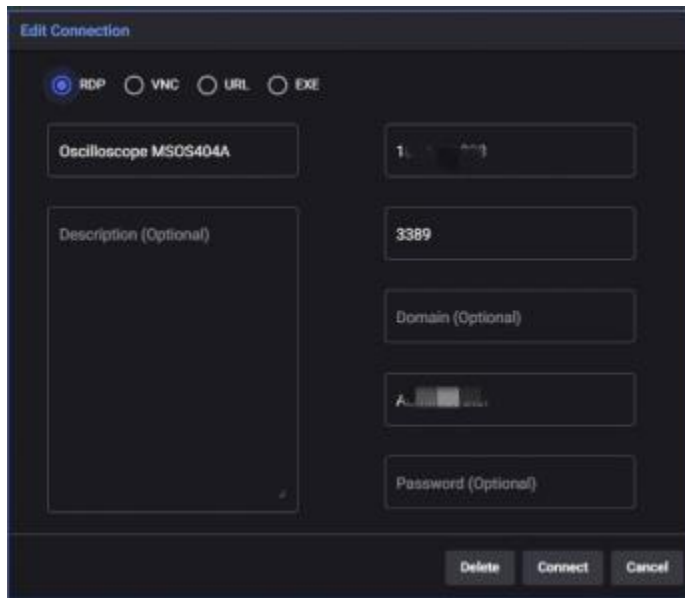 Edit Connection
RDP VNC URL EXE
Oscilloscope MSOS404A
Description (Optional)
3389
Domain (Optional)
Password (Optional)
Delete Connect Cancel